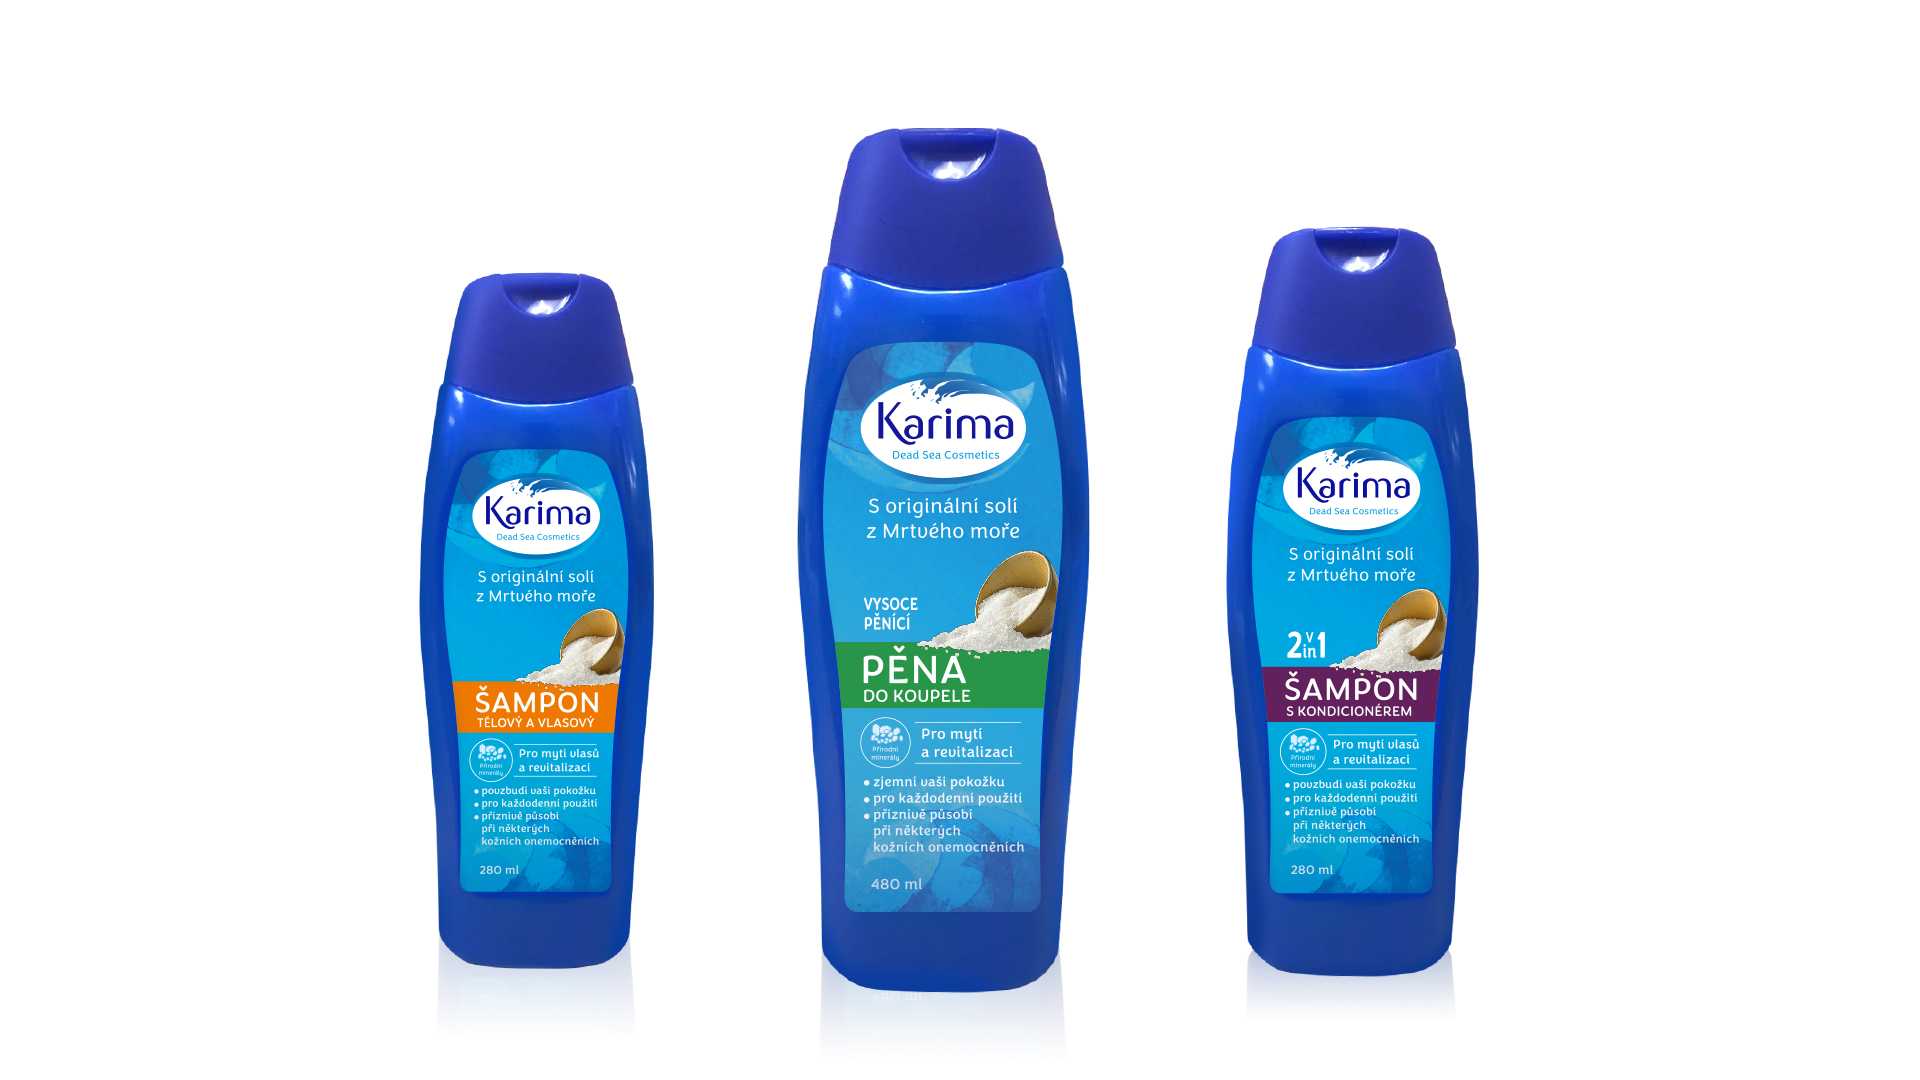 Karima
Dead Sea Cosmetics
S originální solí
z Mrtvého moře
ŠAMPON
TĚLOVÝ A VLASOVÝ
Přírodní
minerály
Pro mytí vlasů
a revitalizaci
• povzbudí vaši pokožku
• pro každodenní použití
• příznivě působí
při některých
kožních onemocněních
280 ml
Karima
Dead Sea Cosmetics
S originální solí
z Mrtvého moře
VYSOCE
PĚNÍCÍ
PĚNA
DO KOUPELE
Přírodní
minerály
Pro mytí
a revitalizaci
• zjemní vaši pokožku
• pro každodenní použití
• příznivě působí
při některých
kožních onemocněních
480 ml
Karima
Dead Sea Cosmetics
S originální solí
z Mrtvého moře
2 v in 1
ŠAMPON
S KONDICIONÉREM
Přírodní
minerály
Pro mytí vlasů
a revitalizaci
• povzbudí vaši pokožku
• pro každodenní použití
• příznivě působí
při některých
kožních onemocněních
280 ml